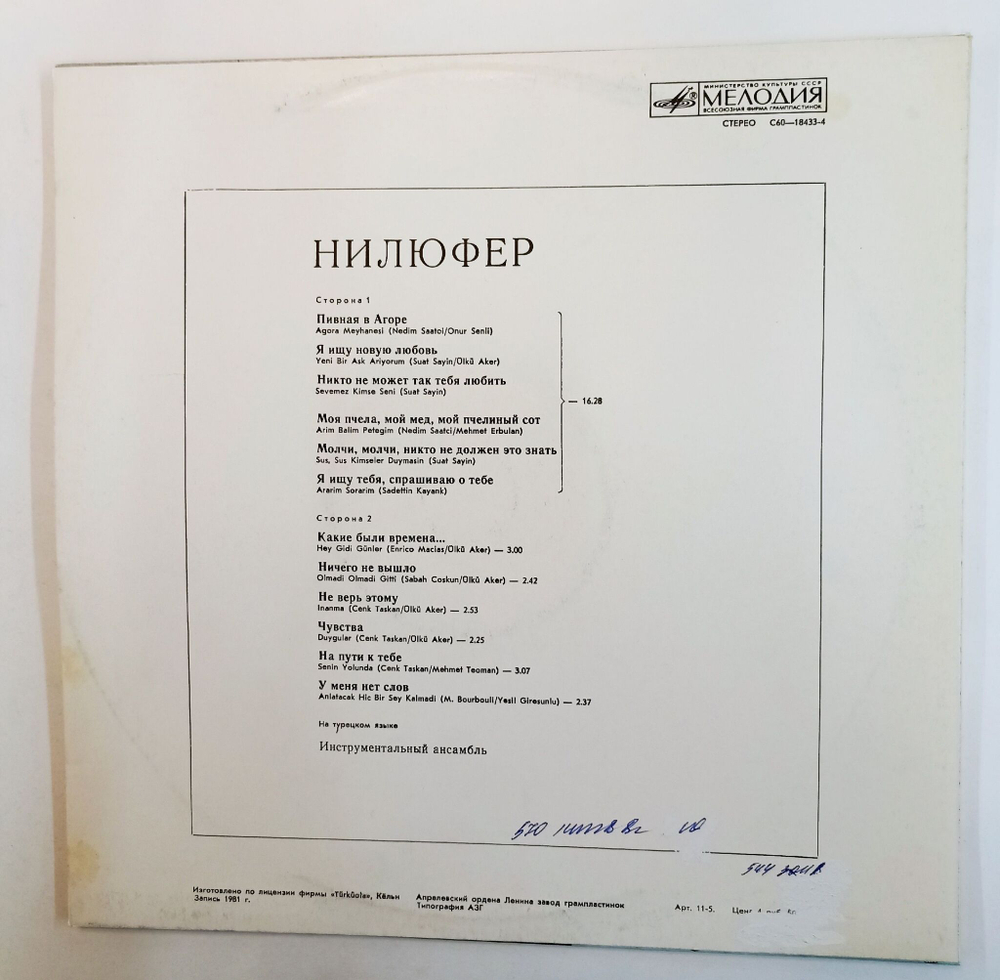 МИНИСТЕРСТВО КУЛЬТУРЫ СССР
МЕЛОДИЯ
ВСЕСОЮЗНАЯ ФИРМА ГРАМПЛАСТИНОК
СТЕРЕО С60—18433-4
НИЛЮФЕР
Сторона 1
Пивная в Агоре
Agora Meyhanesi (Nedim Saatci/Onur Senli)
Я ищу новую любовь
Yeni Bir Ask Ariyorum (Suat Sayin/Ülkü Aker)
Никто не может так тебя любить
Sevemez Kimse Seni (Suat Sayin)
Моя пчела, мой мед, мой пчелиный сот
Arim Balim Petegim (Nedim Saatci/Mehmet Erbulan)
Молчи, молчи, никто не должен это знать
Sus, Sus Kimseler Duymasin (Suat Sayin)
Я ищу тебя, спрашиваю о тебе
Ararim Sorarim (Sadettin Kayank)
— 16.28
Сторона 2
Какие были времена...
Hey Gidi Günler (Enrico Macias/Ülkü Aker) — 3.00
Ничего не вышло
Olmadi Olmadi Gitti (Sabah Coskun/Ülkü Aker) — 2.42
Не верь этому
Inanma (Cenk Taskan/Ülkü Aker) — 2.53
Чувства
Duygular (Cenk Taskan/Ülkü Aker) — 2.25
На пути к тебе
Senin Yolunda (Cenk Taskan/Mehmet Teoman) — 3.07
У меня нет слов
Anlatacak Hic Bir Sey Kalmadi (M. Bourbouli/Yesil Giresunlu) — 2.37
На турецком языке
Инструментальный ансамбль
570
544
Изготовлено по лицензии фирмы «Türküola», Кёльн
Запись 1981 г.
Апрелевский ордена Ленина завод грампластинок
Типография АЗГ
Арт. 11-5.